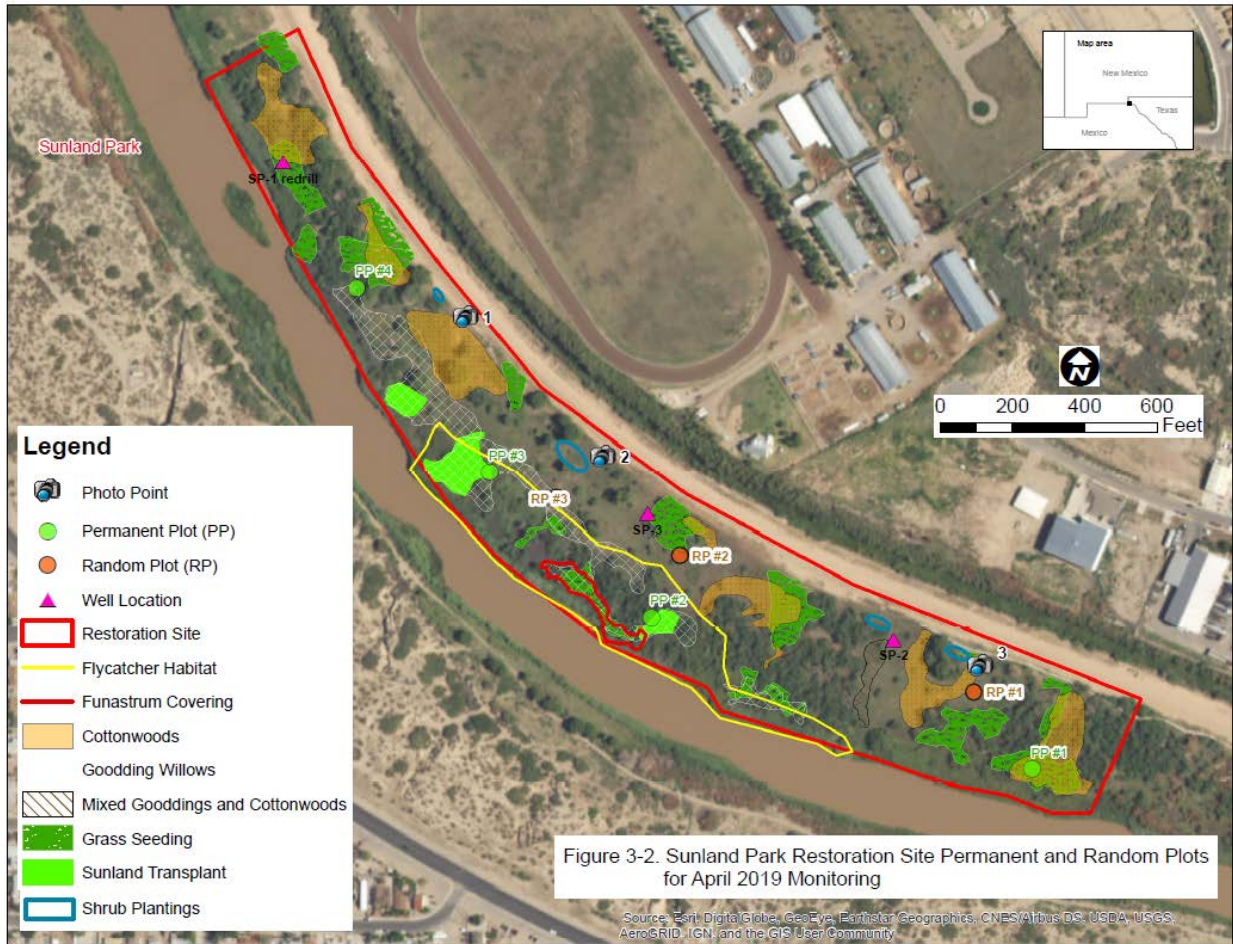 Map area
New Mexico
Texas
Mexico
Sunland Park
SP-1 redrill
PP #4
1
N
0 200 400 600
Feet
2
PP #3
RP #3
SP-3
RP #2
PP #2
SP-2
3
RP #1
PP #1
Legend
Photo Point
Permanent Plot (PP)
Random Plot (RP)
Well Location
Restoration Site
Flycatcher Habitat
Funastrum Covering
Cottonwoods
Goodding Willows
Mixed Gooddings and Cottonwoods
Grass Seeding
Sunland Transplant
Shrub Plantings
Figure 3-2. Sunland Park Restoration Site Permanent and Random Plots
for April 2019 Monitoring
Source: Esri, DigitalGlobe, GeoEye, Earthstar Geographics, CNES/Airbus DS, USDA, USGS,
AeroGRID, IGN, and the GIS User Community